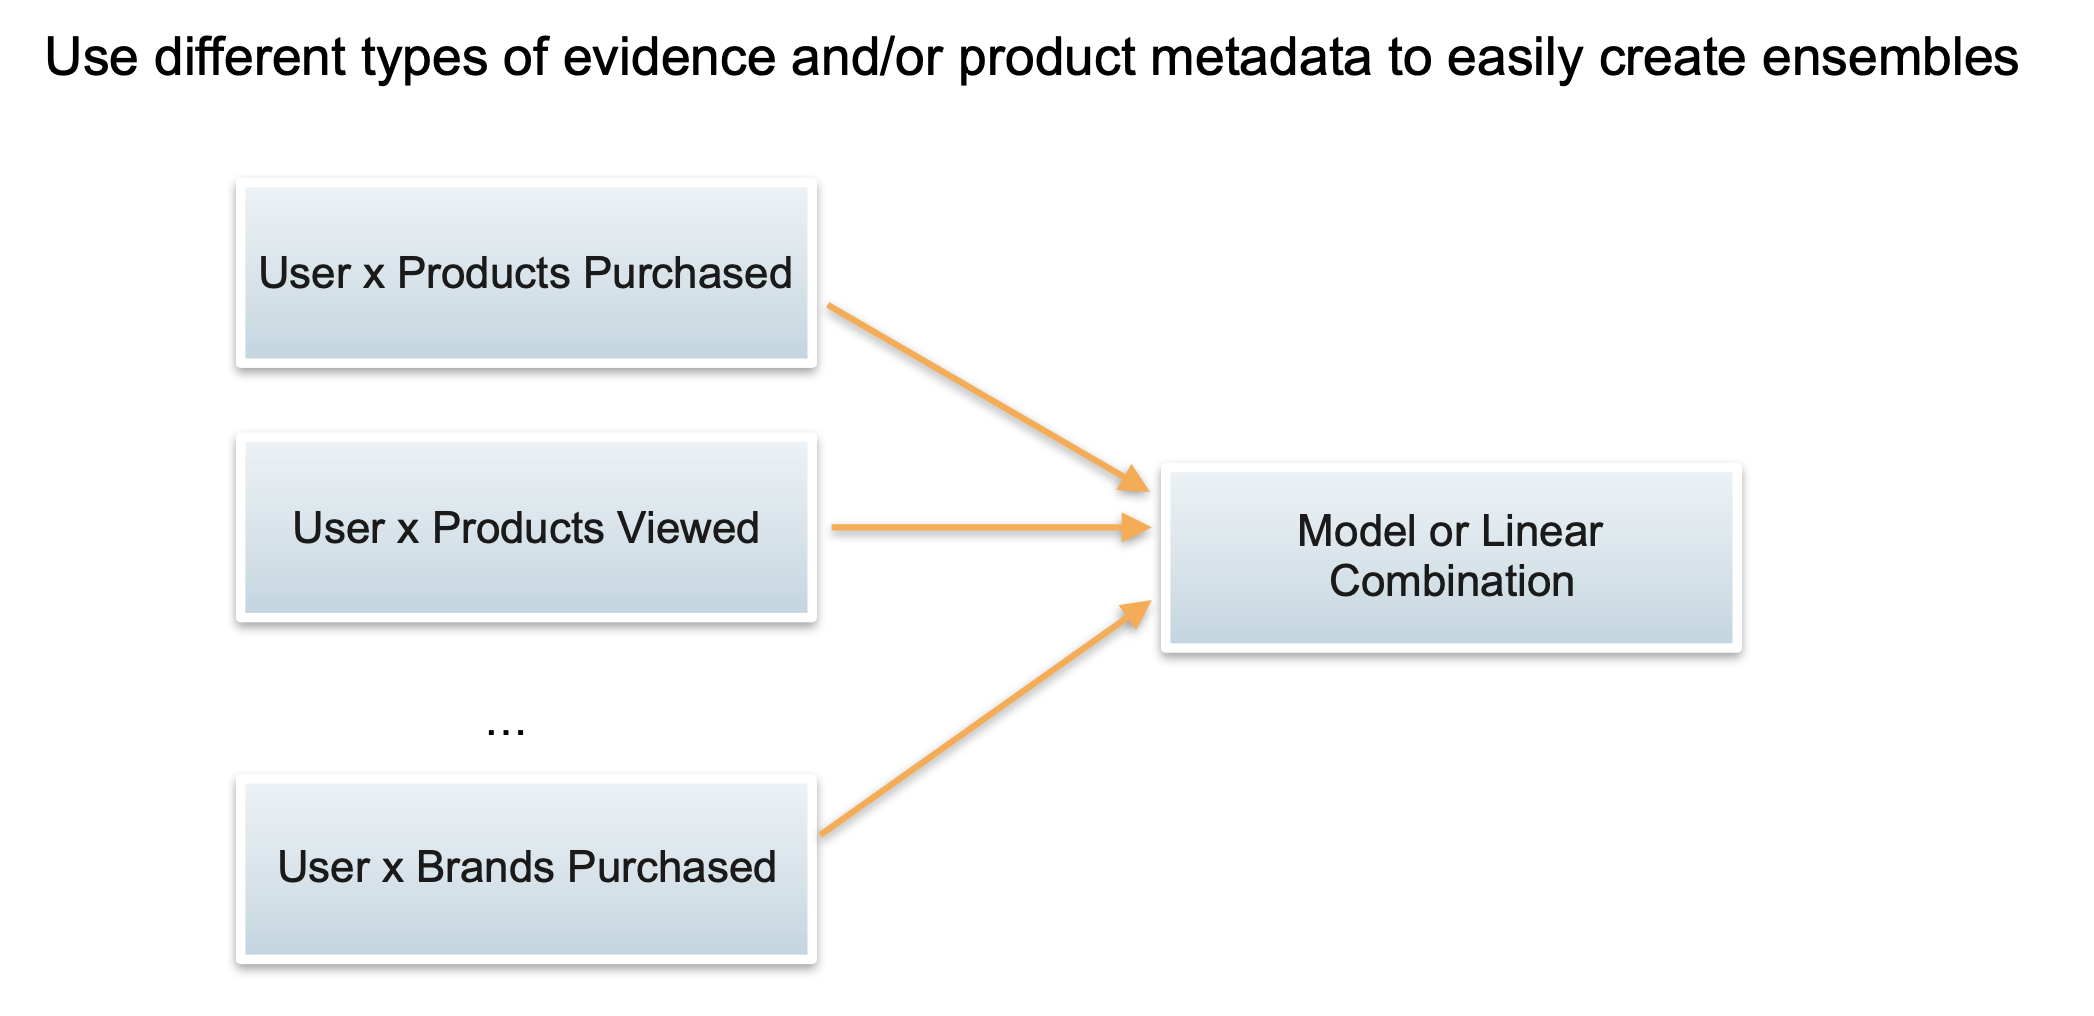 Use different types of evidence and/or product metadata to easily create ensembles
User x Products Purchased
User x Products Viewed
Model or Linear
Combination
...
User x Brands Purchased